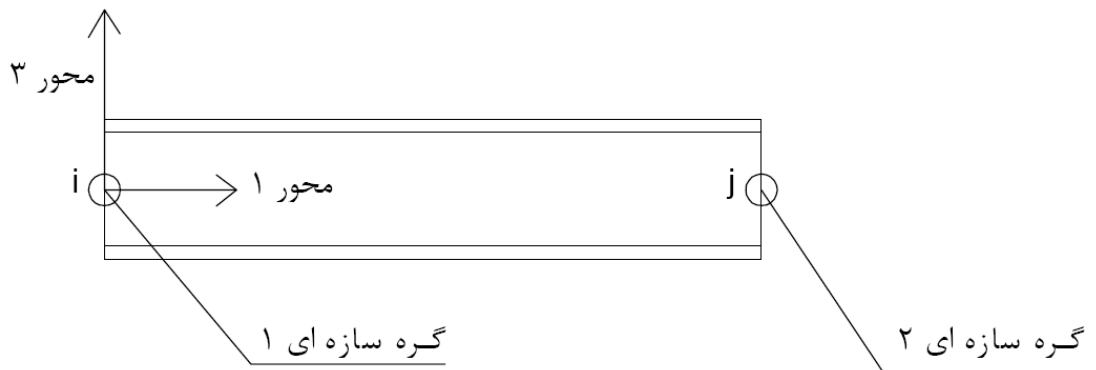 محور ۳
i
محور ۱
j
گره سازه ای ۱
گره سازه ای ۲